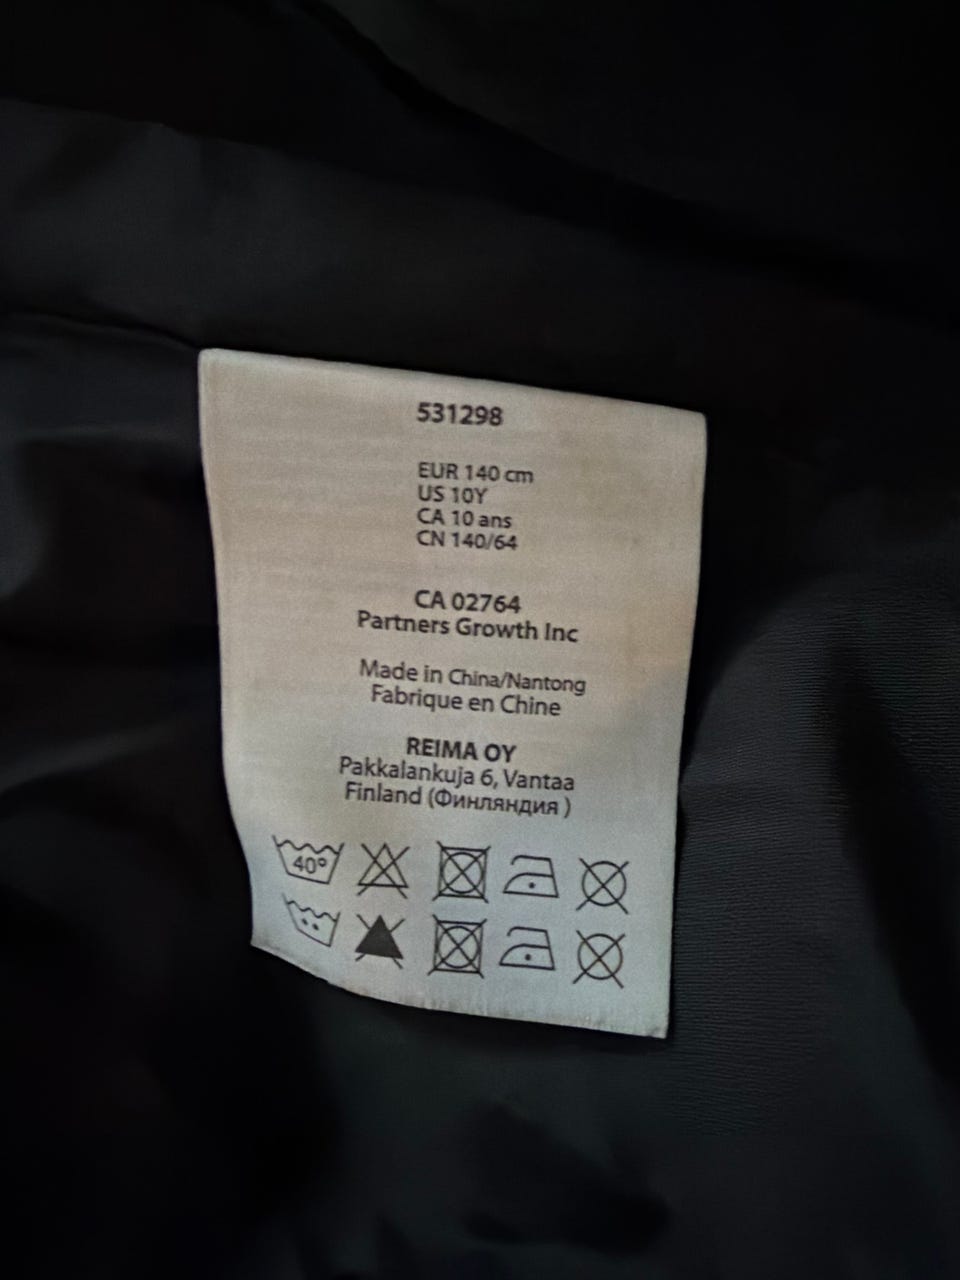 531298
EUR 140 cm
US 10Y
CA 10 ans
CN 140/64
CA 02764
Partners Growth Inc
Made in China/Nantong
Fabrique en Chine
REIMA OY
Pakkalankuja 6, Vantaa
Finland (Финляндия )
40°